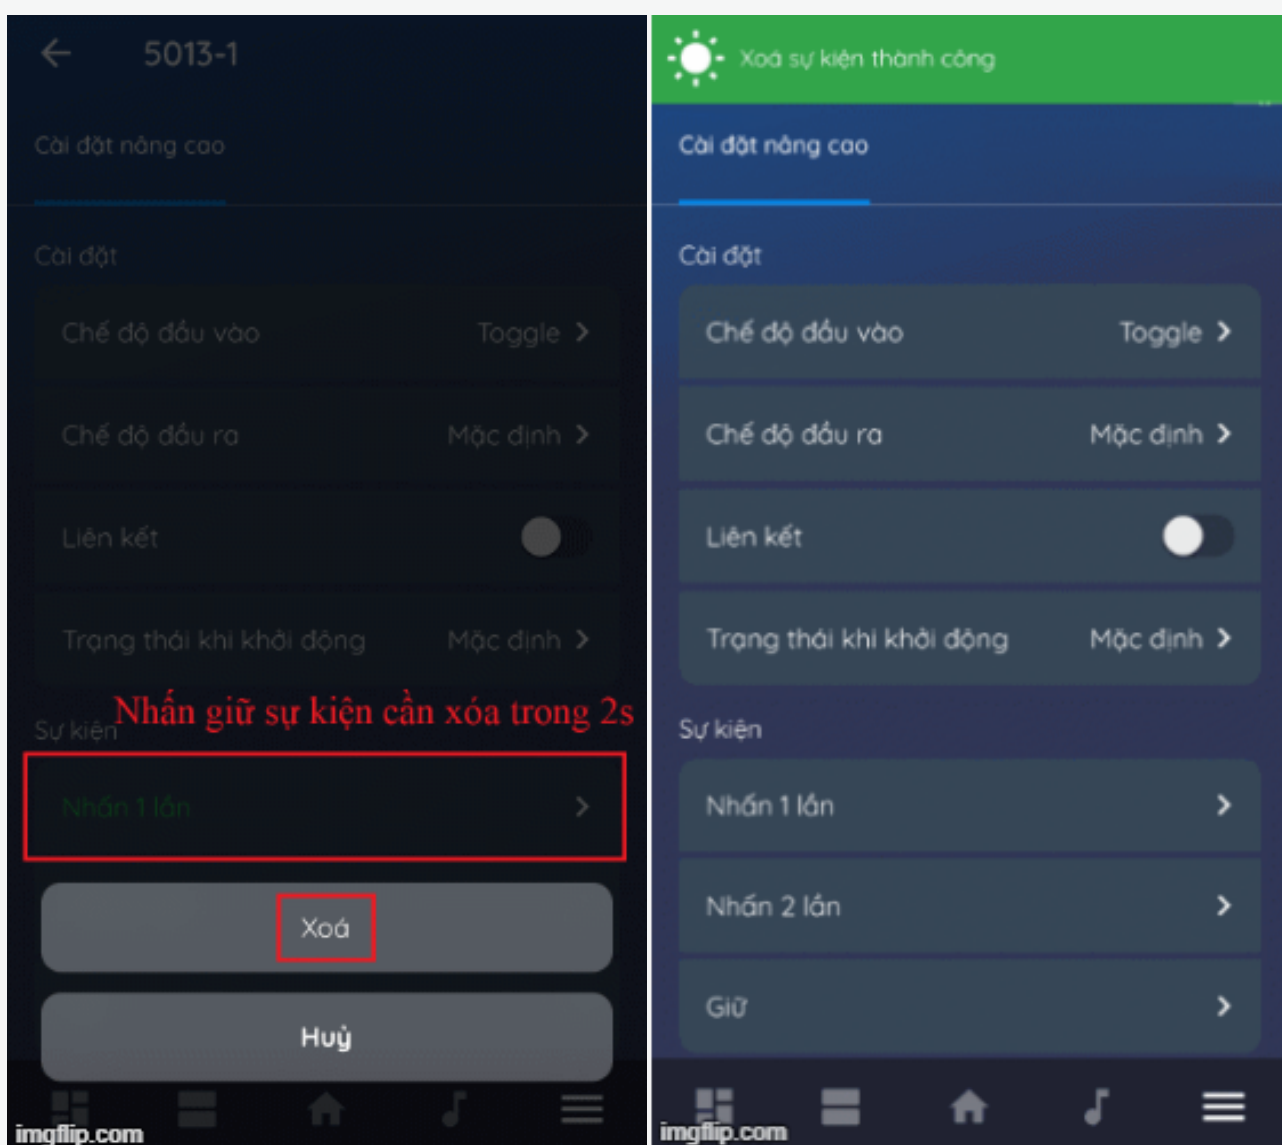 5013-1
Cài đặt nâng cao
Cài đặt
Chế độ đầu vào Toggle
Chế độ đầu ra Mặc định
Liên kết
Trạng thái khi khởi động Mặc định
Nhấn giữ sự kiện cần xóa trong 2s
Sự kiện
Nhấn 1 lần
Xoá
Huỷ
imgflip.com
Xoá sự kiện thành công
Cài đặt nâng cao
Cài đặt
Chế độ đầu vào Toggle
Chế độ đầu ra Mặc định
Liên kết
Trạng thái khi khởi động Mặc định
Sự kiện
Nhấn 1 lần
Nhấn 2 lần
Giữ
imgflip.com